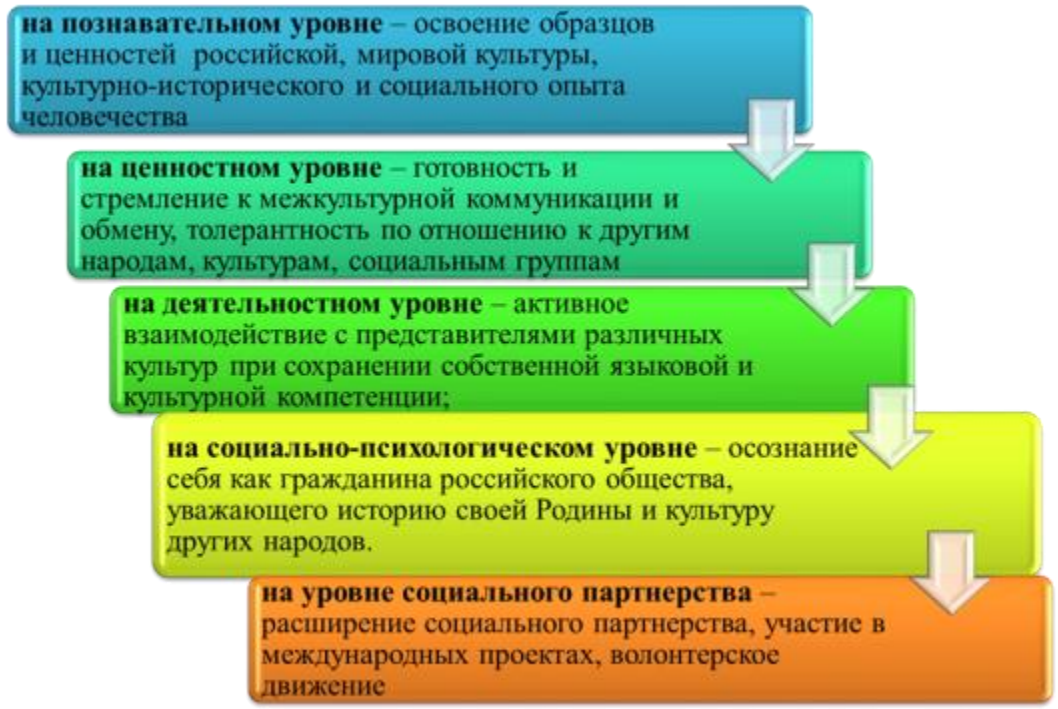 на познавательном уровне – освоение образцов
и ценностей российской, мировой культуры,
культурно-исторического и социального опыта
человечества
на ценностном уровне – готовность и
стремление к межкультурной коммуникации и
обмену, толерантность по отношению к другим
народам, культурам, социальным группам
на деятельностном уровне – активное
взаимодействие с представителями различных
культур при сохранении собственной языковой и
культурной компетенции;
на социально-психологическом уровне – осознание
себя как гражданина российского общества,
уважающего историю своей Родины и культуру
других народов.
на уровне социального партнерства –
расширение социального партнерства, участие в
международных проектах, волонтерское
движение